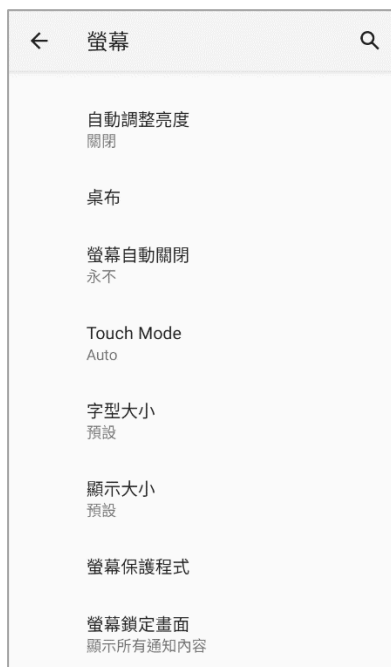 螢幕
自動調整亮度
關閉
桌布
螢幕自動關閉
永不
Touch Mode
Auto
字型大小
預設
顯示大小
預設
螢幕保護程式
螢幕鎖定畫面
顯示所有通知內容